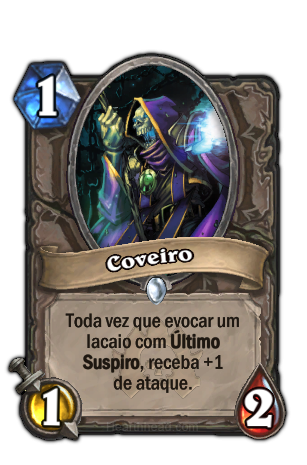 1
Coveiro
Toda vez que evocar um
lacaio com Último
Suspiro, receba +1
de ataque.
1
2